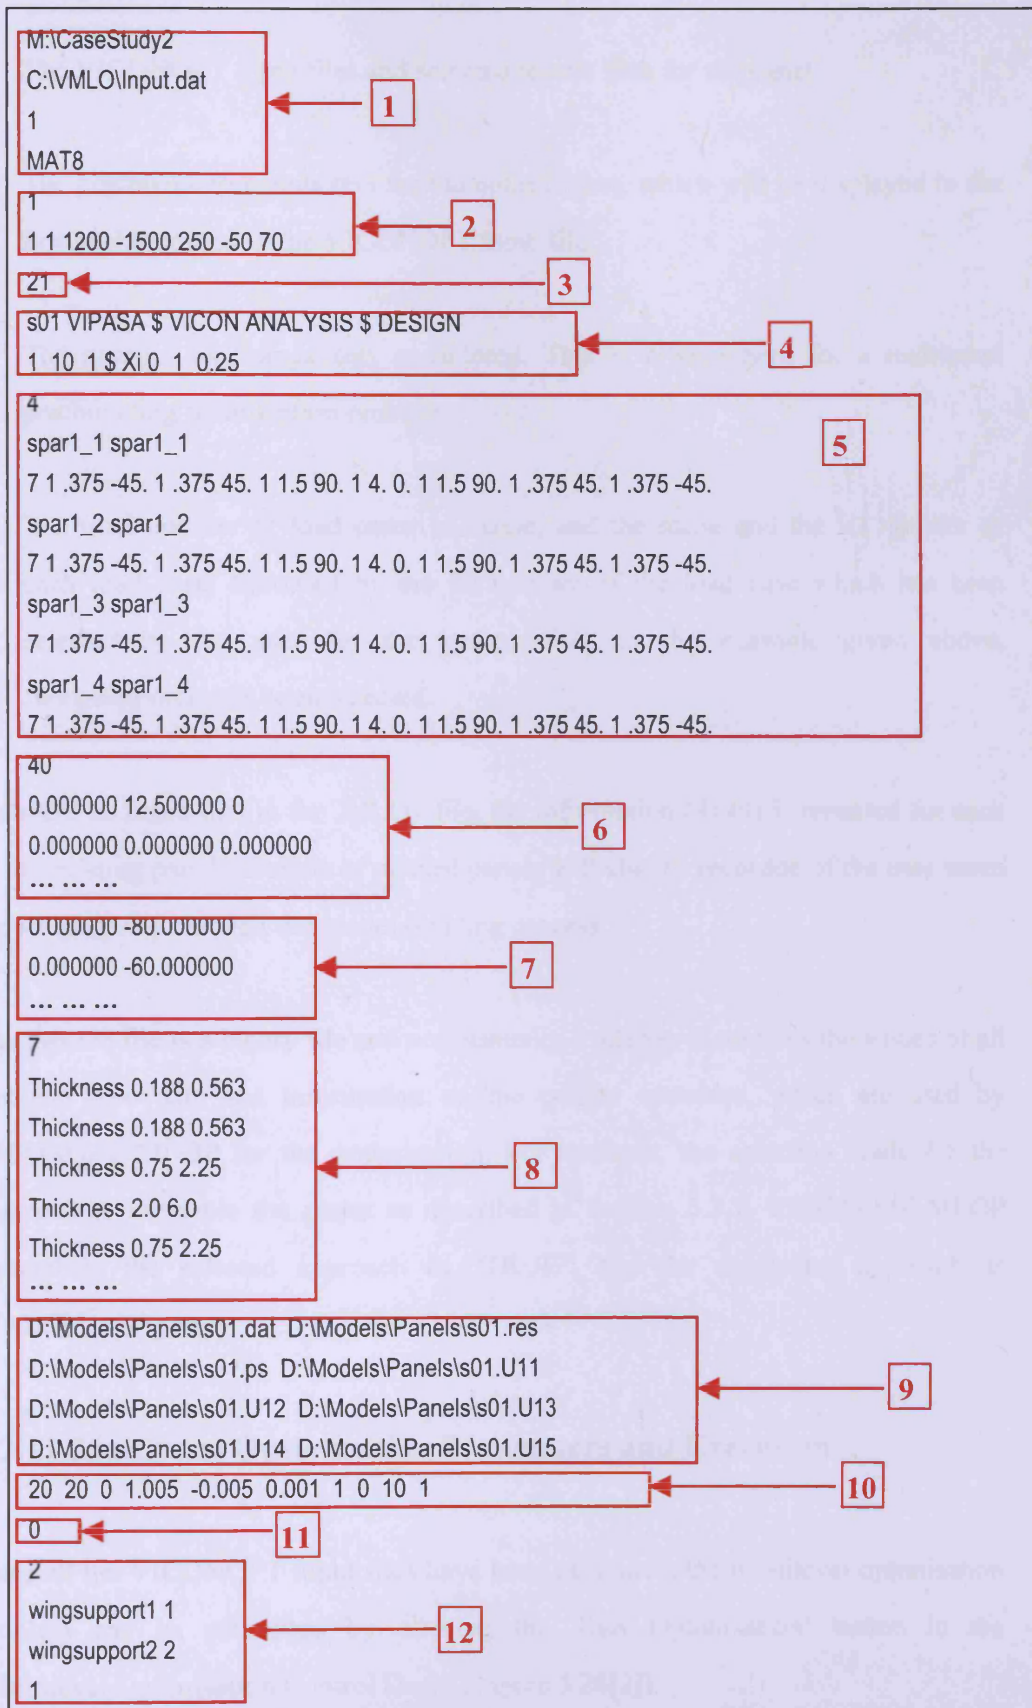 M:\CaseStudy2
C:\VMLO\Input.dat
1
MAT8
1
1
1 1 1200 -1500 250 -50 70
2
21
3
s01 VIPASA $ VICON ANALYSIS $ DESIGN
1 10 1 $ Xi 0 1 0.25
4
4
spar1_1 spar1_1
7 1 .375 -45. 1 .375 45. 1 1.5 90. 1 4. 0. 1 1.5 90. 1 .375 45. 1 .375 -45.
spar1_2 spar1_2
7 1 .375 -45. 1 .375 45. 1 1.5 90. 1 4. 0. 1 1.5 90. 1 .375 45. 1 .375 -45.
spar1_3 spar1_3
7 1 .375 -45. 1 .375 45. 1 1.5 90. 1 4. 0. 1 1.5 90. 1 .375 45. 1 .375 -45.
spar1_4 spar1_4
7 1 .375 -45. 1 .375 45. 1 1.5 90. 1 4. 0. 1 1.5 90. 1 .375 45. 1 .375 -45.
5
40
0.000000 12.500000 0
0.000000 0.000000 0.000000
... ... ...
6
0.000000 -80.000000
0.000000 -60.000000
... ... ...
7
7
Thickness 0.188 0.563
Thickness 0.188 0.563
Thickness 0.75 2.25
Thickness 2.0 6.0
Thickness 0.75 2.25
... ... ...
8
D:\Models\Panels\s01.dat D:\Models\Panels\s01.res
D:\Models\Panels\s01.ps D:\Models\Panels\s01.U11
D:\Models\Panels\s01.U12 D:\Models\Panels\s01.U13
D:\Models\Panels\s01.U14 D:\Models\Panels\s01.U15
9
20 20 0 1.005 -0.005 0.001 1 0 10 1
10
0
11
2
wingsupport1 1
wingsupport2 2
1
12